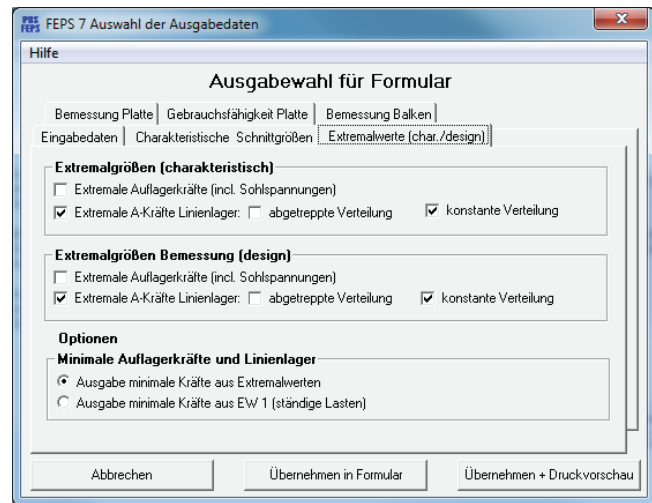 PBS FEPS FEPS 7 Auswahl der Ausgabedaten
Hilfe
Ausgabewahl für Formular
Bemessung Platte Gebrauchsfähigkeit Platte Bemessung Balken
Eingabedaten Charakteristische Schnittgrößen Extremalwerte (char./design)
Extremalgrößen (charakteristisch)
Extremale Auflagerkräfte (incl. Sohlspannungen)
Extremale A-Kräfte Linienlager: abgetreppte Verteilung konstante Verteilung
Extremalgrößen Bemessung (design)
Extremale Auflagerkräfte (incl. Sohlspannungen)
Extremale A-Kräfte Linienlager: abgetreppte Verteilung konstante Verteilung
Optionen
Minimale Auflagerkräfte und Linienlager
Ausgabe minimale Kräfte aus Extremalwerten
Ausgabe minimale Kräfte aus EW 1 (ständige Lasten)
Abbrechen Übernehmen in Formular Übernehmen + Druckvorschau